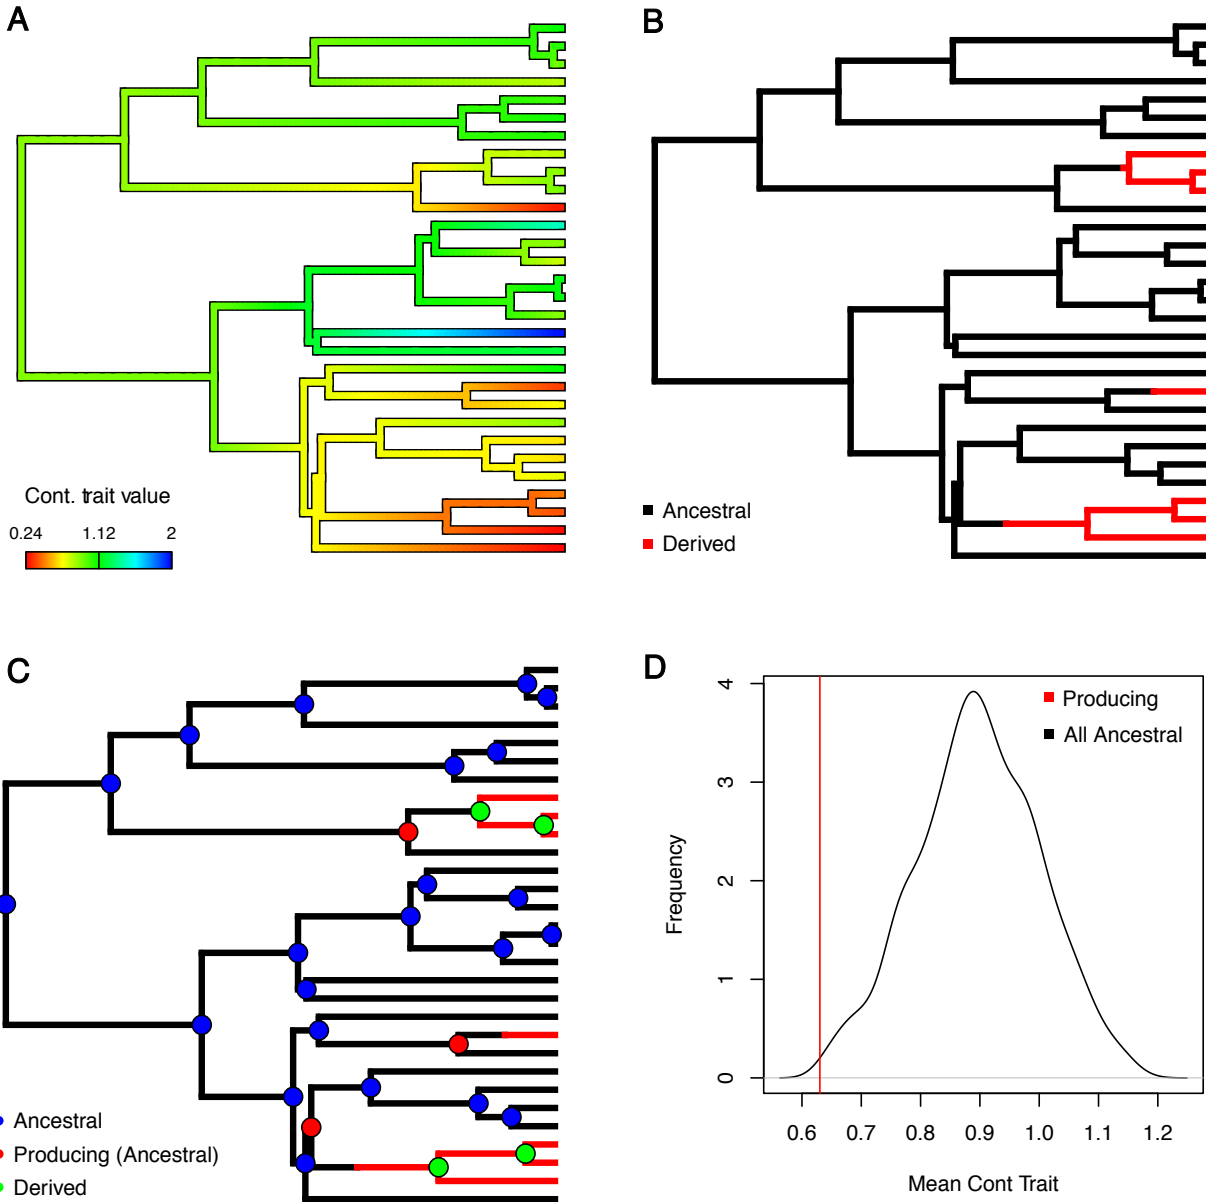 A
Cont. trait value
0.24 1.12 2
B
Ancestral
Derived
C
Ancestral
Producing (Ancestral)
Derived
D
Producing
All Ancestral
Frequency
4
3
2
1
0
0.6 0.7 0.8 0.9 1.0 1.1 1.2
Mean Cont Trait